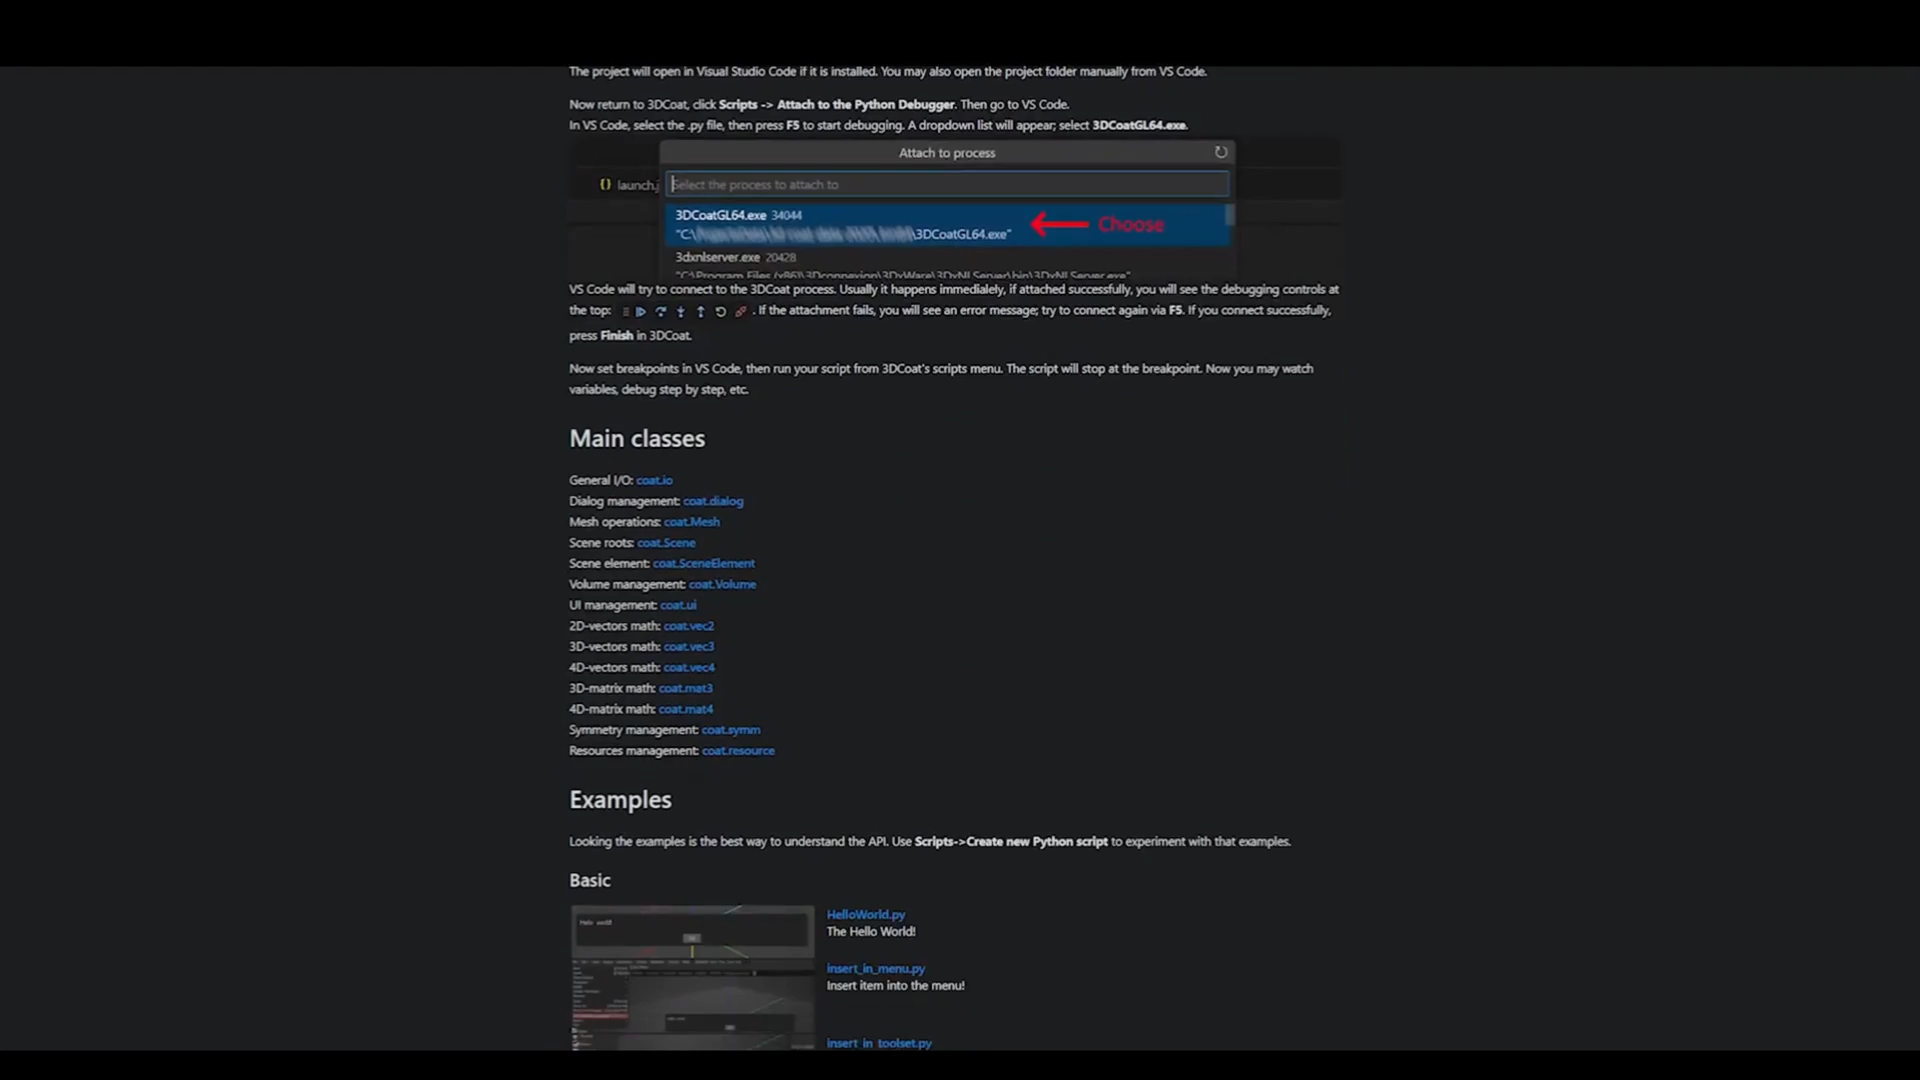 The project will open in Visual Studio Code if it is installed. You may also open the project folder manually from VS Code.
Now return to 3DCoat, click Scripts -> Attach to the Python Debugger. Then go to VS Code.
In VS Code, select the .py file, then press F5 to start debugging. A dropdown list will appear; select 3DCoatGL64.exe.
Attach to process
{} launch.j
Select the process to attach to
3DCoatGL64.exe 34044
"C:\ \3DCoatGL64.exe"
Choose
3dxnlserver.exe 20428
"C:\Program Files (x86)\3Dconnexion\3DxWare\3DxNLServer\bin\3DxNLServer.exe"
VS Code will try to connect to the 3DCoat process. Usually it happens immedialely, if attached successfully, you will see the debugging controls at
the top: . If the attachment fails, you will see an error message; try to connect again via F5. If you connect successfully,
press Finish in 3DCoat.
Now set breakpoints in VS Code, then run your script from 3DCoat's scripts menu. The script will stop at the breakpoint. Now you may watch
variables, debug step by step, etc.
Main classes
General I/O: coat.io
Dialog management: coat.dialog
Mesh operations: coat.Mesh
Scene roots: coat.Scene
Scene element: coat.SceneElement
Volume management: coat.Volume
UI management: coat.ui
2D-vectors math: coat.vec2
3D-vectors math: coat.vec3
4D-vectors math: coat.vec4
3D-matrix math: coat.mat3
4D-matrix math: coat.mat4
Symmetry management: coat.symm
Resources management: coat.resource
Examples
Looking the examples is the best way to understand the API. Use Scripts->Create new Python script to experiment with that examples.
Basic
Hello world!
HelloWorld.py
The Hello World!
insert_in_menu.py
Insert item into the menu!
insert_in_toolset.py